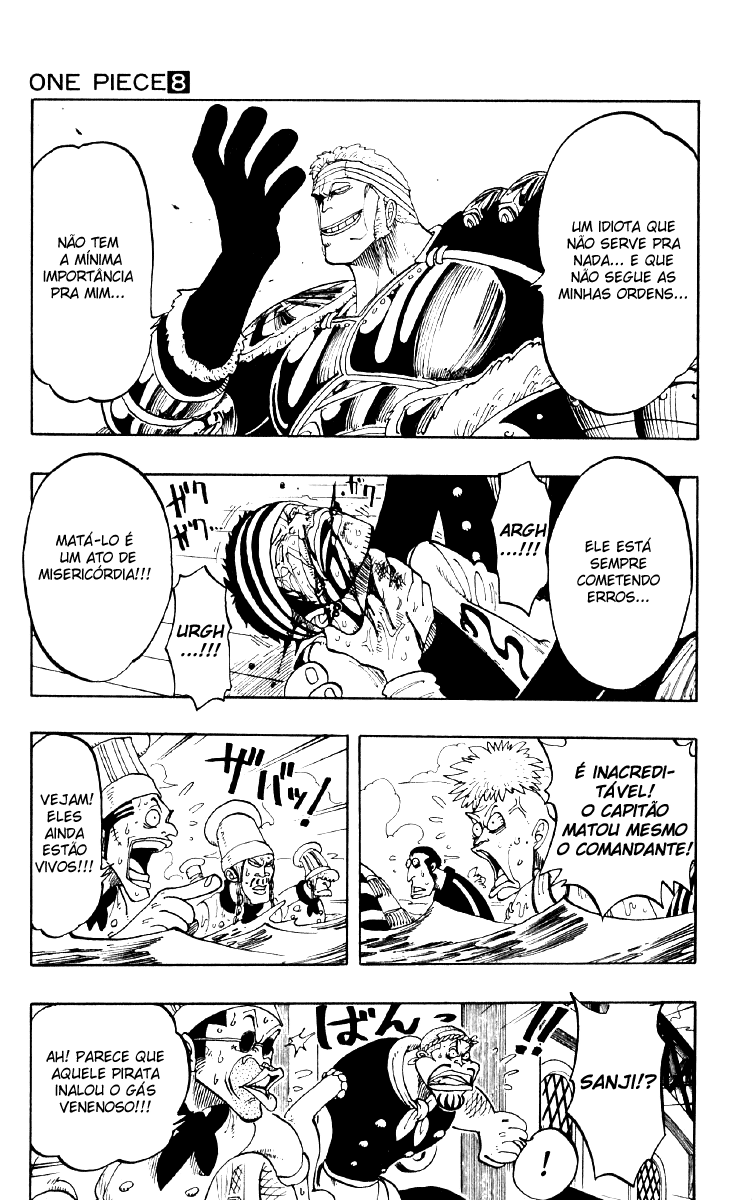 ONE PIECE 8
UM IDIOTA QUE
NÃO SERVE PRA
NADA... E QUE
NÃO SEGUE AS
MINHAS ORDENS...
NÃO TEM
A MÍNIMA
IMPORTÂNCIA
PRA MIM...
ELE ESTÁ
SEMPRE
COMETENDO
ERROS...
ARGH
...!!!
ガク
ガク
ガク...
MATÁ-LO É
UM ATO DE
MISERICÓRDIA!!!
URGH
...!!!
É INACREDI-
TÁVEL!
O CAPITÃO
MATOU MESMO
O COMANDANTE!
ザバッ!
VEJAM!
ELES
AINDA
ESTÃO
VIVOS!!!
SANJI!?
!!
ばんっ
!
AH! PARECE QUE
AQUELE PIRATA
INALOU O GÁS
VENENOSO!!!